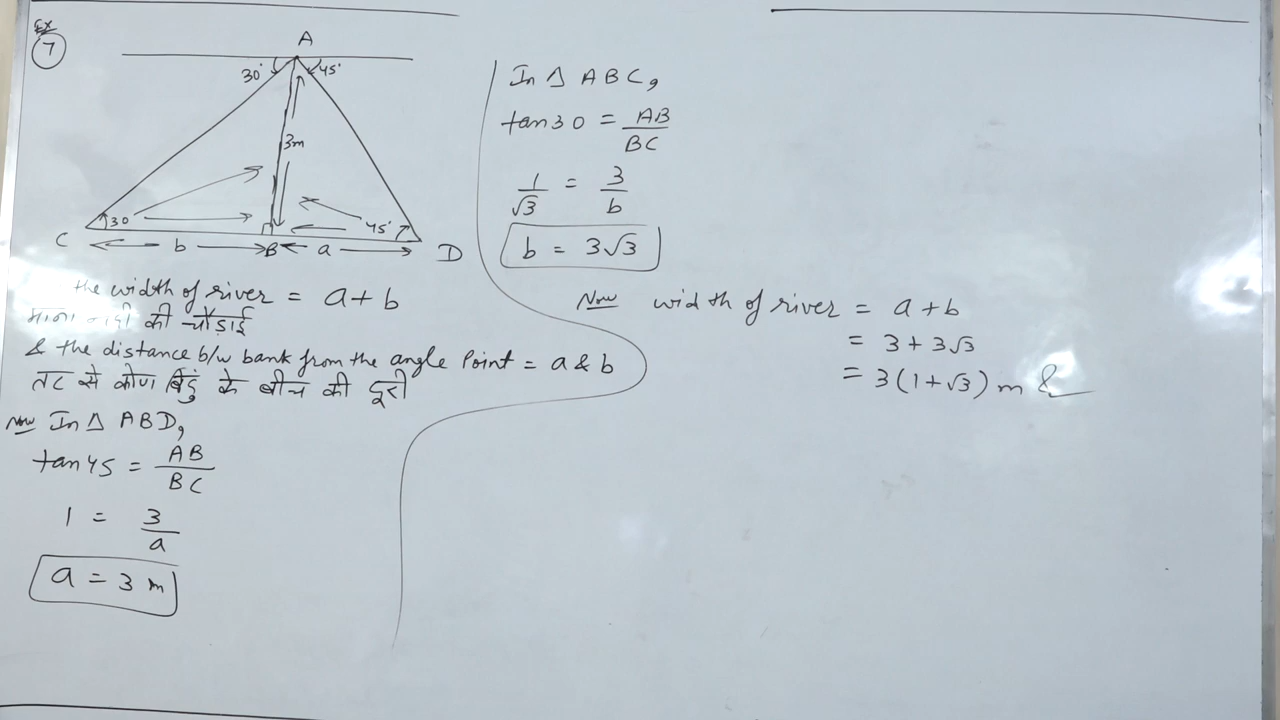 Ex
7
A
30° 45°
3m
30 45°
C b B a D
the width of river = a + b
माना नदी की चौड़ाई
& the distance b/w bank from the angle Point = a & b
तट से कोण बिंदु के बीच की दूरी
Now In △ ABD,
tan 45 = AB / BC
1 = 3 / a
a = 3 m
In △ ABC,
tan 30 = AB / BC
1 / √3 = 3 / b
b = 3√3
Now width of river = a + b
= 3 + 3√3
= 3(1+√3) m